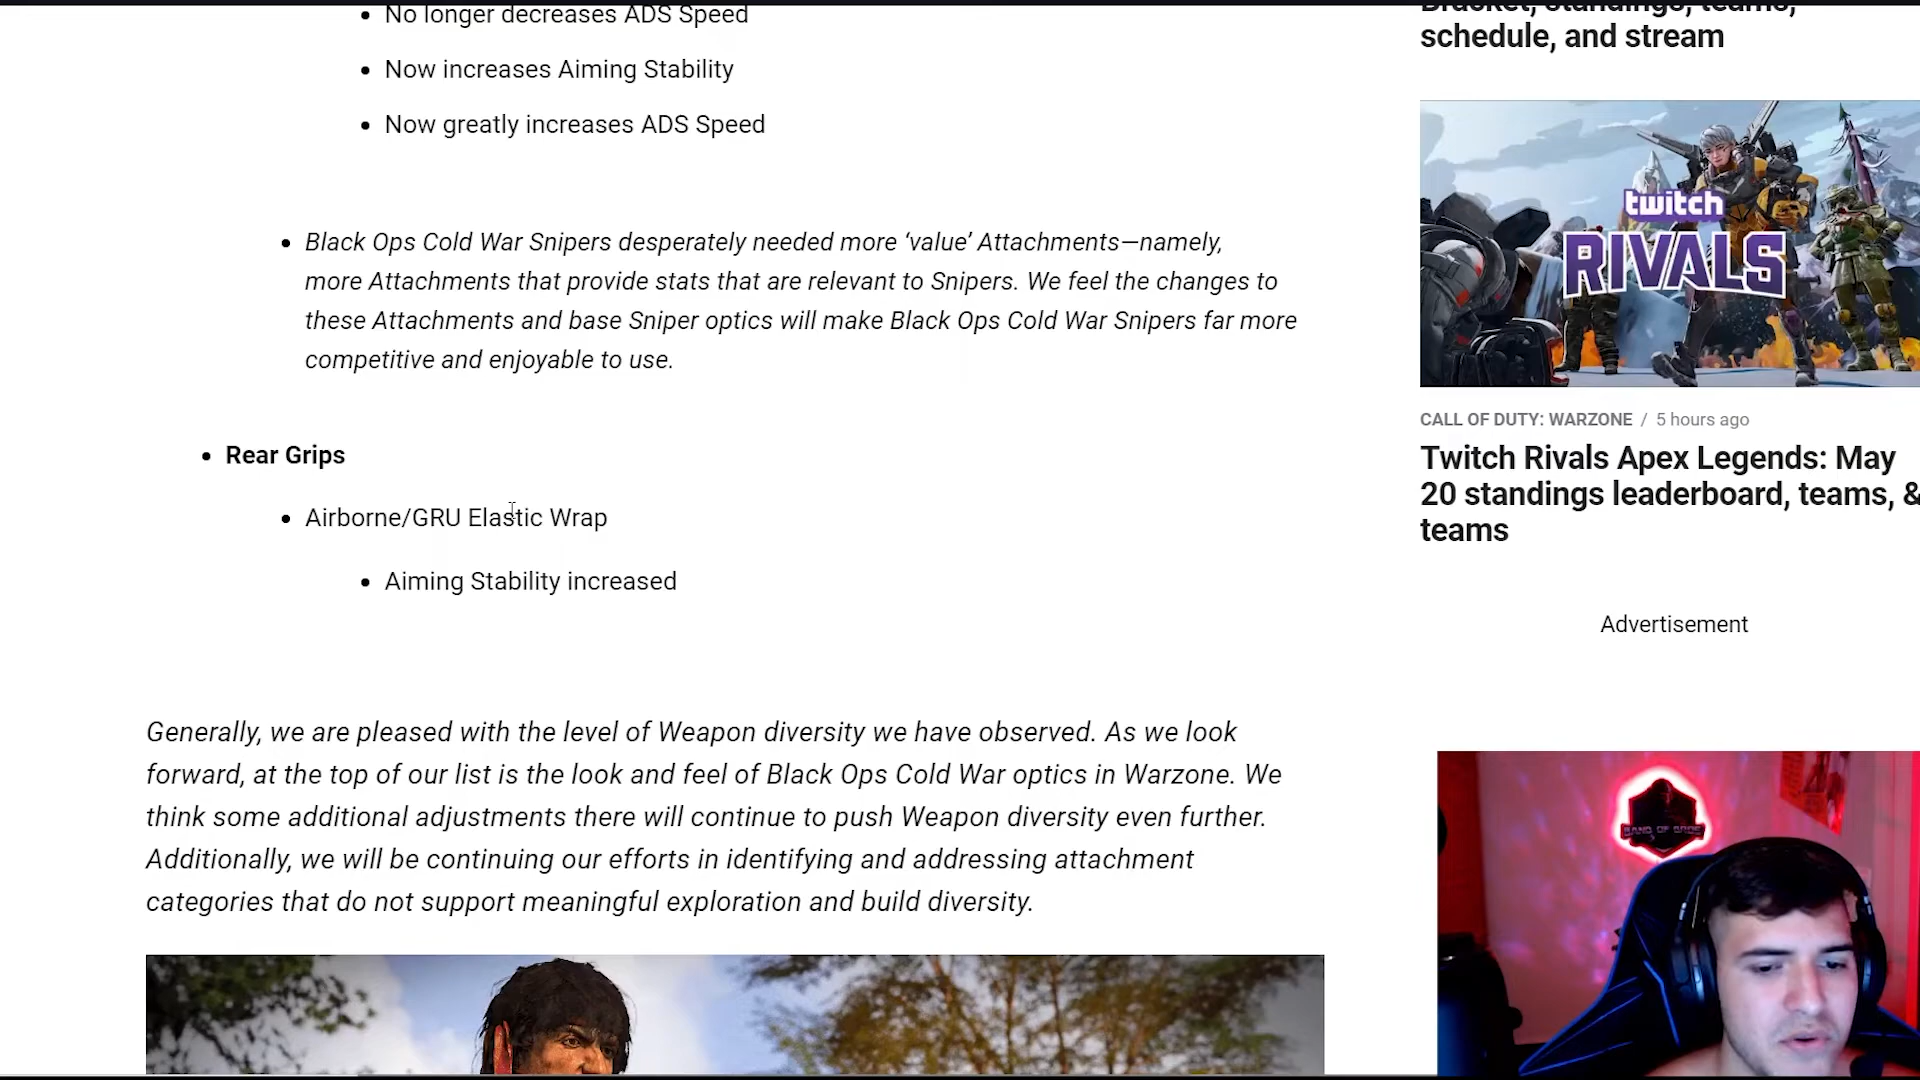 No longer decreases ADS Speed
Now increases Aiming Stability
Now greatly increases ADS Speed
Black Ops Cold War Snipers desperately needed more ‘value’ Attachments—namely,
more Attachments that provide stats that are relevant to Snipers. We feel the changes to
these Attachments and base Sniper optics will make Black Ops Cold War Snipers far more
competitive and enjoyable to use.
Rear Grips
Airborne/GRU Elastic Wrap
Aiming Stability increased
Generally, we are pleased with the level of Weapon diversity we have observed. As we look
forward, at the top of our list is the look and feel of Black Ops Cold War optics in Warzone. We
think some additional adjustments there will continue to push Weapon diversity even further.
Additionally, we will be continuing our efforts in identifying and addressing attachment
categories that do not support meaningful exploration and build diversity.
Bracket, standings, teams,
schedule, and stream
twitch
RIVALS
CALL OF DUTY: WARZONE / 5 hours ago
Twitch Rivals Apex Legends: May
20 standings leaderboard, teams, &
teams
Advertisement